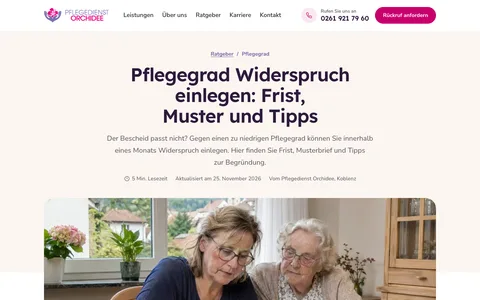 PFLEGEDIENST
ORCHIDEE
Leistungen Über uns Ratgeber Karriere Kontakt
Rufen Sie uns an
0261 921 79 60
Rückruf anfordern
Ratgeber / Pflegegrad
Pflegegrad Widerspruch
einlegen: Frist,
Muster und Tipps
Der Bescheid passt nicht? Gegen einen zu niedrigen Pflegegrad können Sie innerhalb
eines Monats Widerspruch einlegen. Hier finden Sie Frist, Musterbrief und Tipps
zur Begründung.
5 Min. Lesezeit Aktualisiert am 25. November 2026 Vom Pflegedienst Orchidee, Koblenz